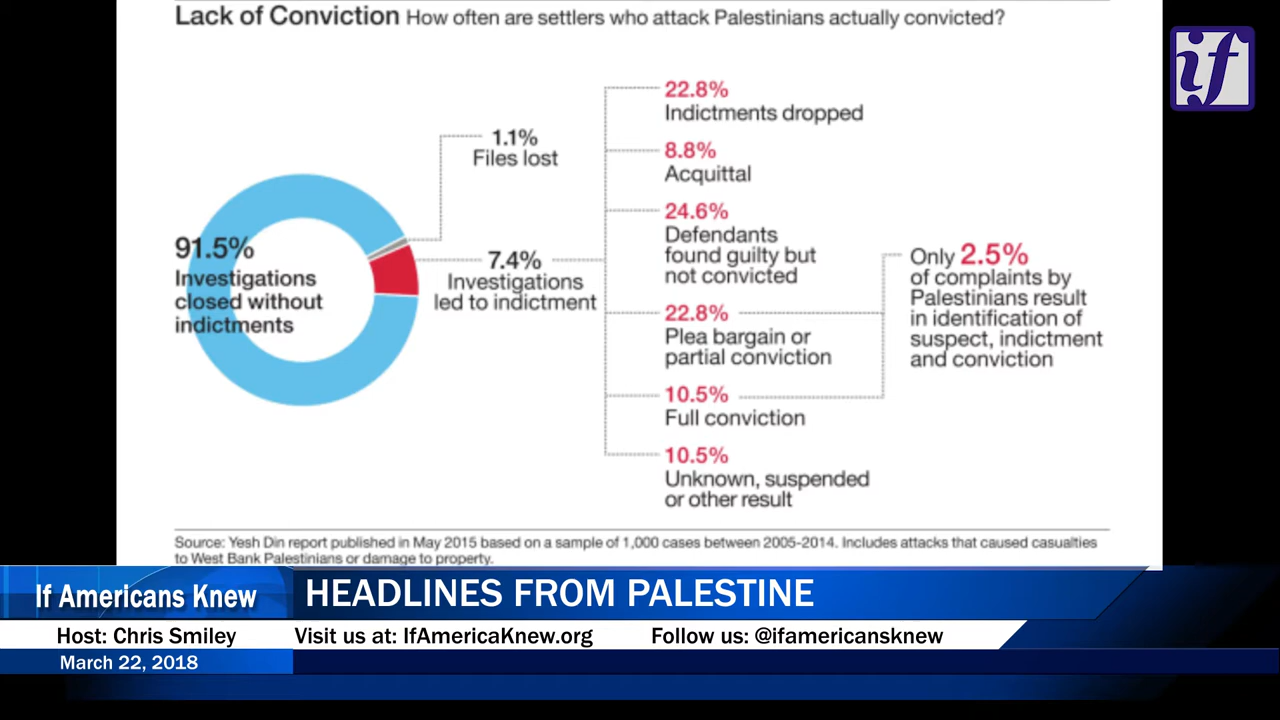 Lack of Conviction How often are settlers who attack Palestinians actually convicted?
if
91.5%
Investigations
closed without
indictments
1.1%
Files lost
7.4%
Investigations
led to indictment
22.8%
Indictments dropped
8.8%
Acquittal
24.6%
Defendants
found guilty but
not convicted
22.8%
Plea bargain or
partial conviction
10.5%
Full conviction
10.5%
Unknown, suspended
or other result
Only 2.5%
of complaints by
Palestinians result
in identification of
suspect, indictment
and conviction
Source: Yesh Din report published in May 2015 based on a sample of 1,000 cases between 2005-2014. Includes attacks that caused casualties
to West Bank Palestinians or damage to property.
If Americans Knew
HEADLINES FROM PALESTINE
Host: Chris Smiley Visit us at: IfAmericaKnew.org Follow us: @ifamericansknew
March 22, 2018